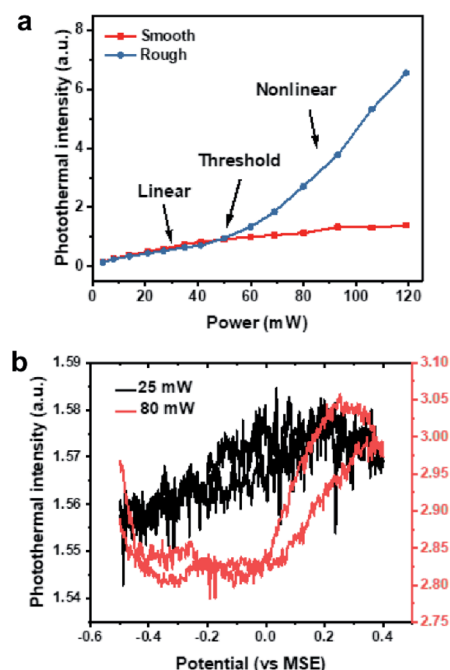 a
Photothermal intensity (a.u.)
8
6
4
2
0
Smooth
Rough
Nonlinear
Threshold
Linear
0 20 40 60 80 100 120
Power (mW)
b
Photothermal intensity (a.u.)
1.59
1.58
1.57
1.56
1.55
1.54
25 mW
80 mW
3.10
3.05
3.00
2.95
2.90
2.85
2.80
2.75
-0.6 -0.4 -0.2 0.0 0.2 0.4
Potential (vs MSE)